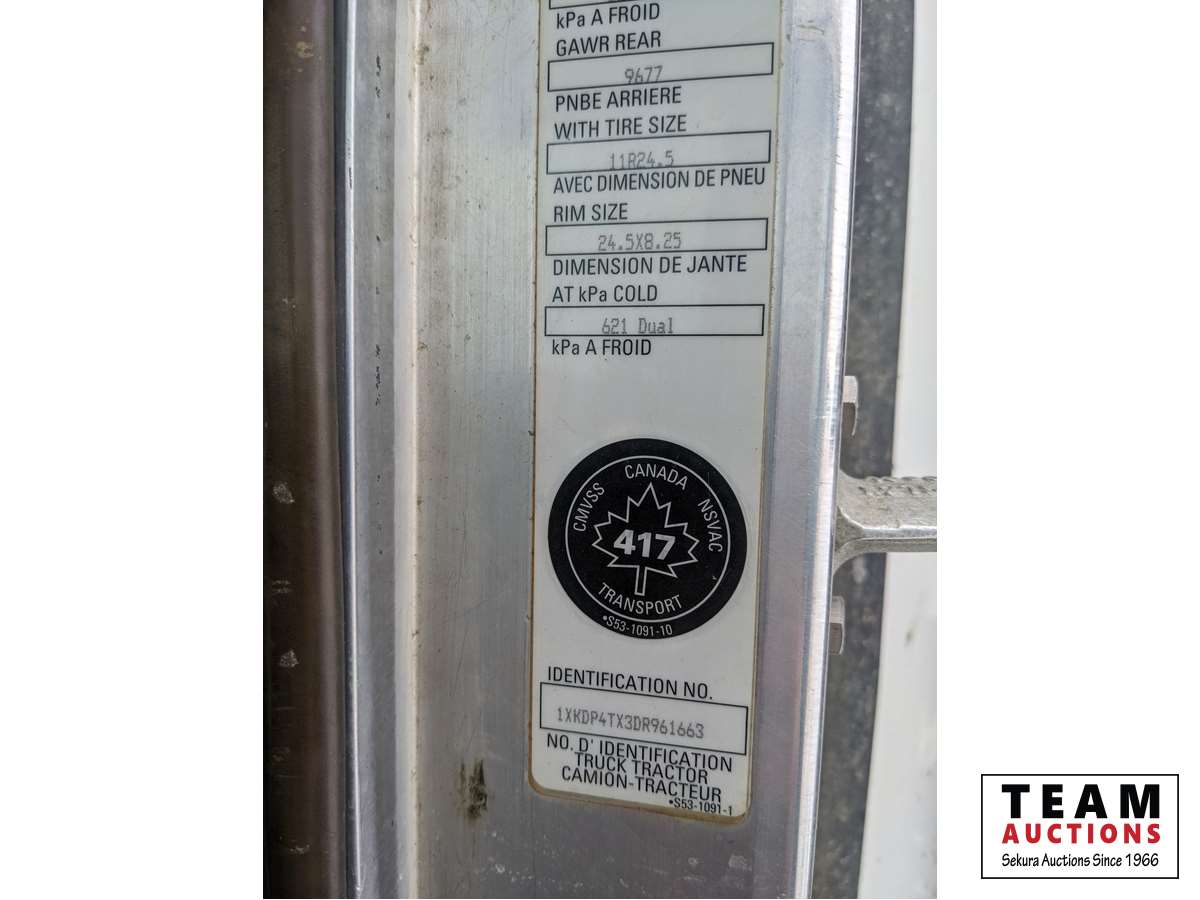 kPa A FROID
GAWR REAR
9677
PNBE ARRIERE
WITH TIRE SIZE
11R24.5
AVEC DIMENSION DE PNEU
RIM SIZE
24.5X8.25
DIMENSION DE JANTE
AT kPa COLD
621 Dual
kPa A FROID
CMVSS CANADA NSVAC
417
TRANSPORT
•S53-1091-10
IDENTIFICATION NO.
1XKDP4TX3DR961663
NO. D' IDENTIFICATION
TRUCK TRACTOR
CAMION-TRACTEUR
•S53-1091-1
TEAM
AUCTIONS
Sekura Auctions Since 1966